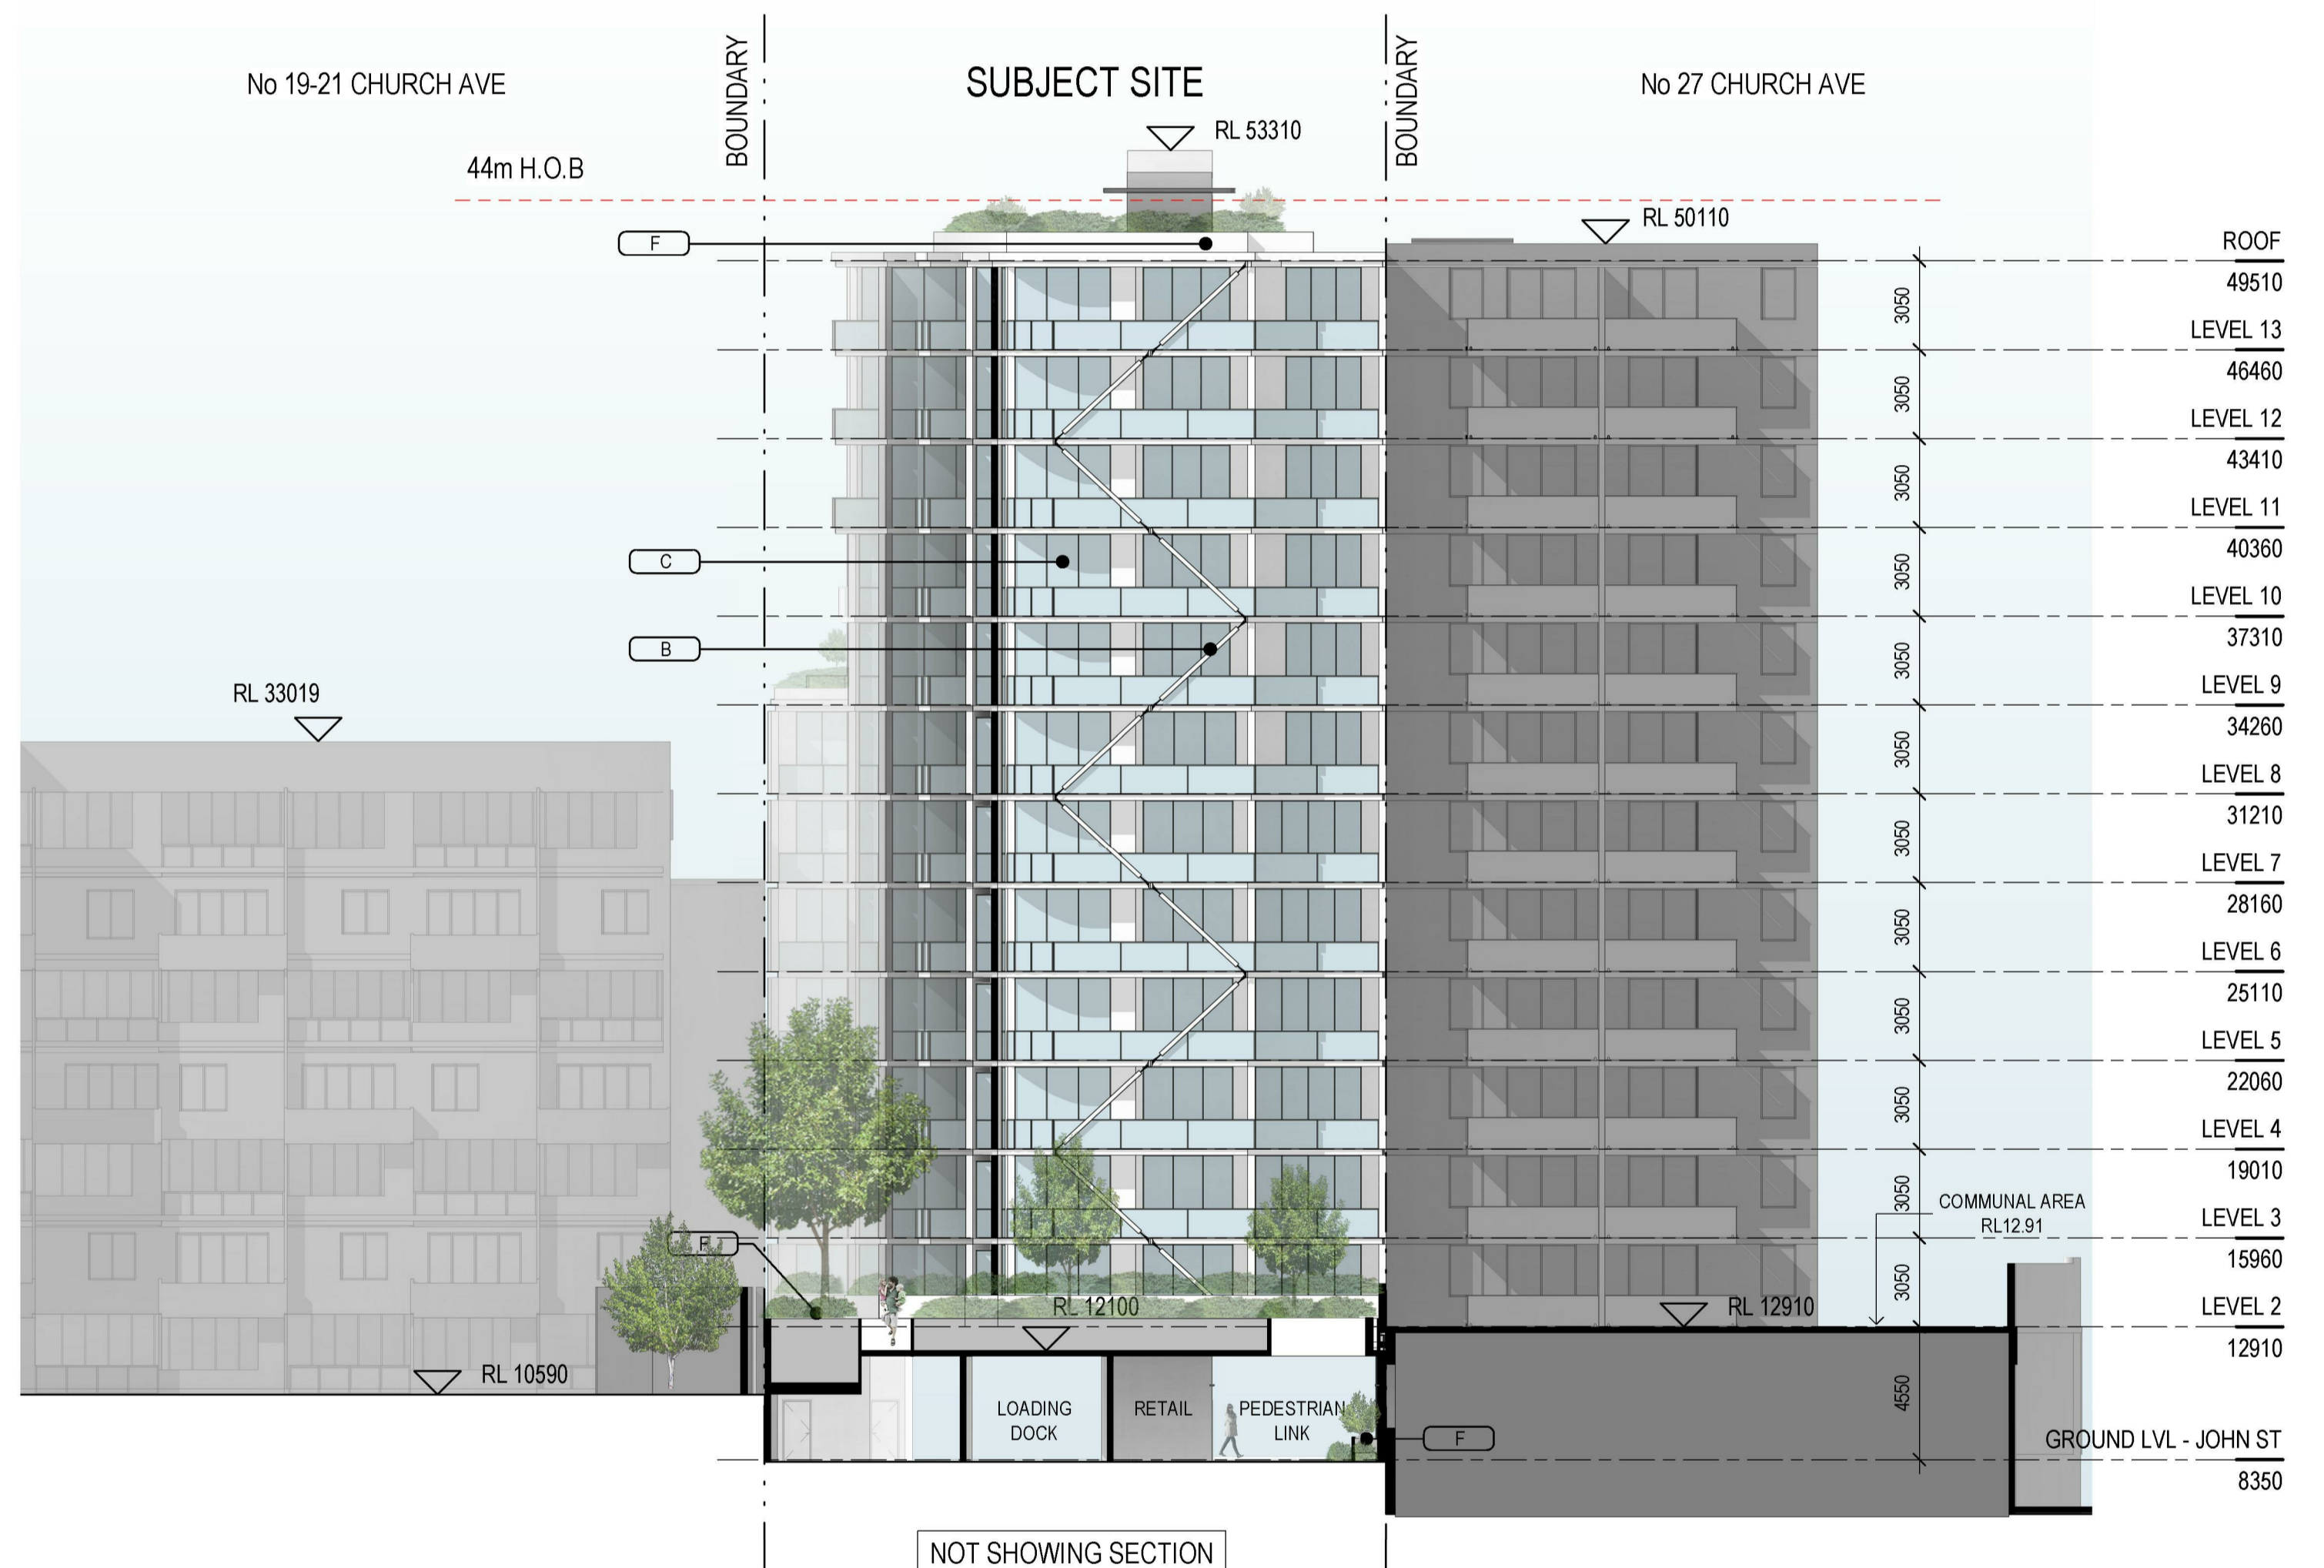 No 19-21 CHURCH AVE
BOUNDARY
SUBJECT SITE
BOUNDARY
No 27 CHURCH AVE
RL 53310
44m H.O.B
RL 50110
F
ROOF
49510
3050
LEVEL 13
46460
3050
LEVEL 12
43410
3050
LEVEL 11
C
40360
3050
LEVEL 10
B
37310
3050
LEVEL 9
RL 33019
34260
3050
LEVEL 8
31210
3050
LEVEL 7
28160
3050
LEVEL 6
25110
3050
LEVEL 5
22060
3050
LEVEL 4
19010
3050
COMMUNAL AREA
RL12.91
LEVEL 3
F
15960
3050
RL 12100
RL 12910
LEVEL 2
12910
RL 10590
4550
LOADING
DOCK
RETAIL
PEDESTRIAN
LINK
F
GROUND LVL - JOHN ST
8350
NOT SHOWING SECTION